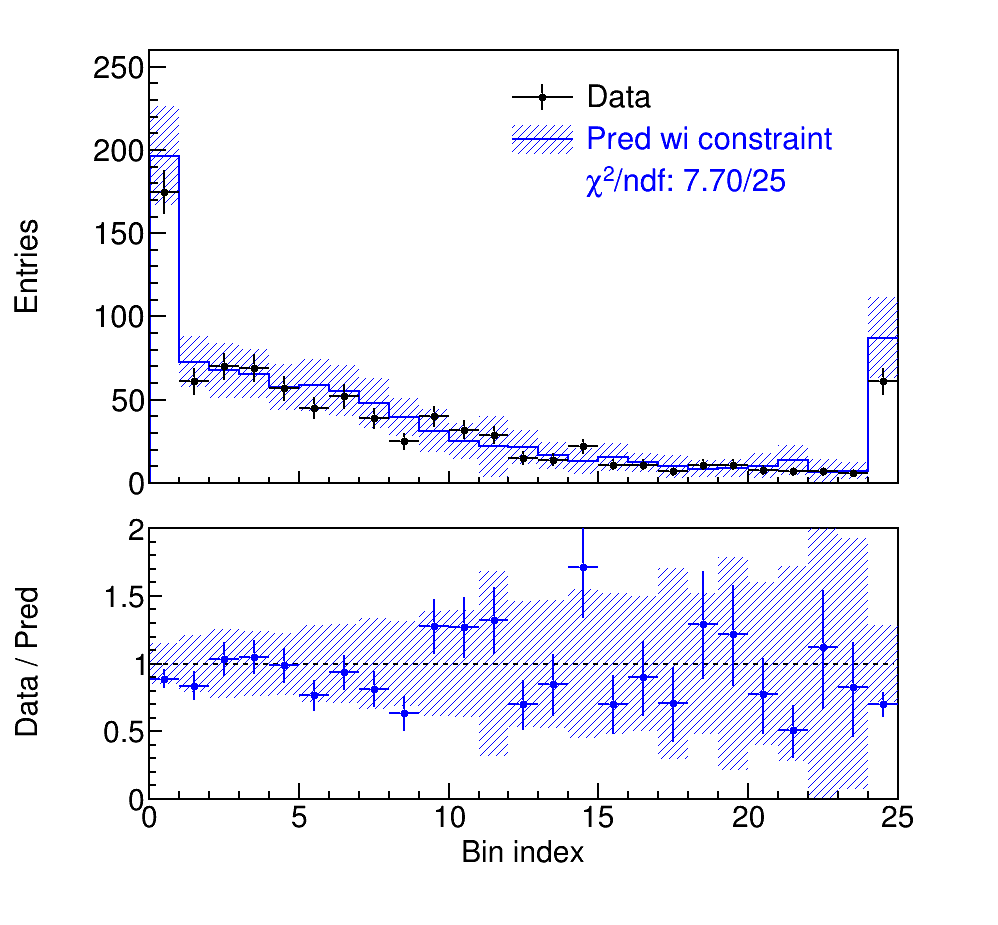 250
200
150
100
50
0
Entries
Data
Pred wi constraint
χ²/ndf: 7.70/25
2
1.5
1
0.5
0
Data / Pred
0 5 10 15 20 25
Bin index